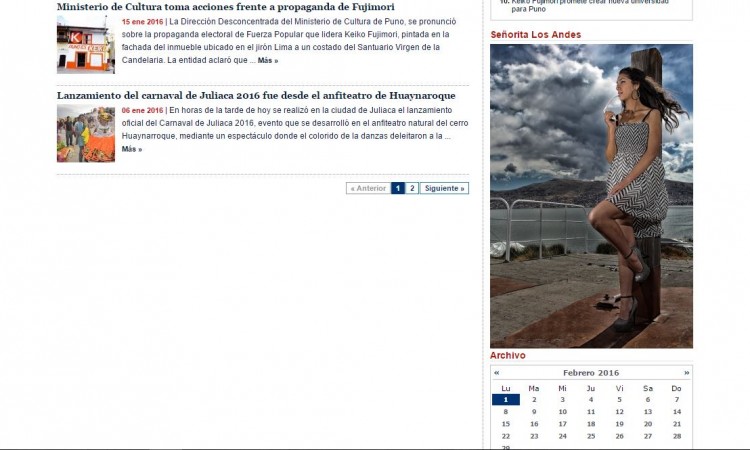 Ministerio de Cultura toma acciones frente a propaganda de Fujimori
15 ene 2016 | La Dirección Desconcentrada del Ministerio de Cultura de Puno, se pronunció
sobre la propaganda electoral de Fuerza Popular que lidera Keiko Fujimori, pintada en la
fachada del inmueble ubicado en el jirón Lima a un costado del Santuario Virgen de la
Candelaria. La entidad aclaró que ... Más »
Lanzamiento del carnaval de Juliaca 2016 fue desde el anfiteatro de Huaynaroque
06 ene 2016 | En horas de la tarde de hoy se realizó en la ciudad de Juliaca el lanzamiento
oficial del Carnaval de Juliaca 2016, evento que se desarrolló en el anfiteatro natural del cerro
Huaynarroque, mediante un espectáculo donde el colorido de la danzas deleitaron a la ...
Más »
« Anterior 1 2 Siguiente »
10. Keiko Fujimori promete crear nueva universidad
para Puno
Señorita Los Andes
Archivo
« Febrero 2016 »
Lu Ma Mi Ju Vi Sa Do
1 2 3 4 5 6 7
8 9 10 11 12 13 14
15 16 17 18 19 20 21
22 23 24 25 26 27 28
29